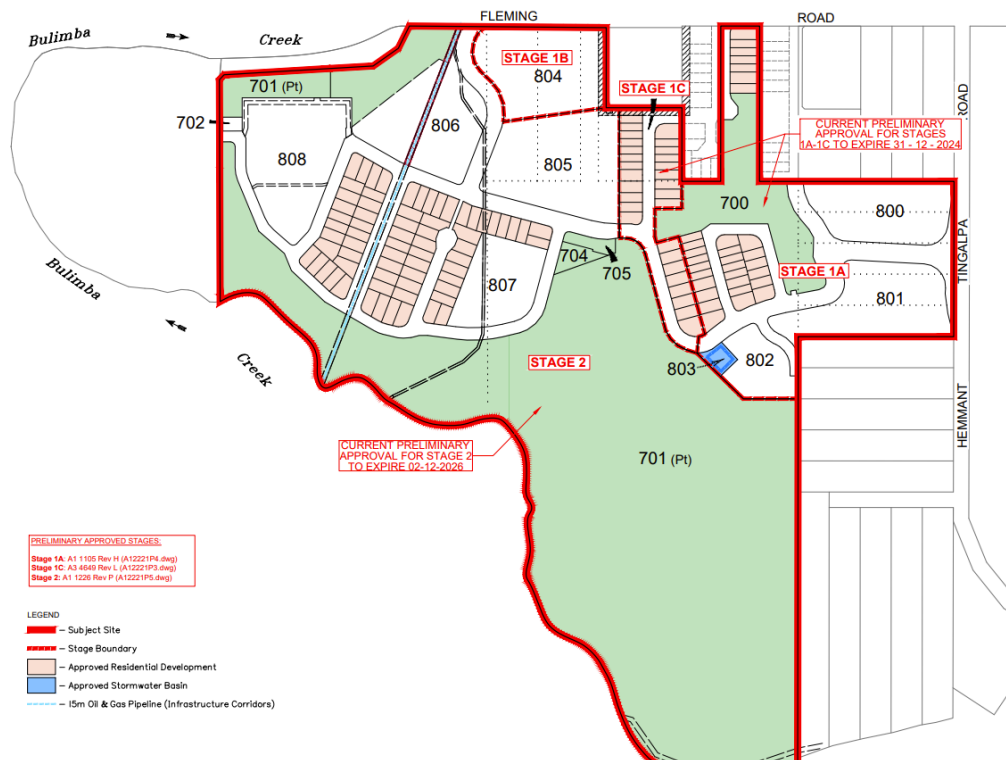 FLEMING ROAD
Bulimba Creek
STAGE 1B
804
STAGE 1C
701 (Pt)
702
806
808
805
CURRENT PRELIMINARY
APPROVAL FOR STAGES
1A-1C TO EXPIRE 31 - 12 - 2024
700
800
704
705
807
STAGE 1A
801
Bulimba
Creek
STAGE 2
803
802
HEMMANT TINGALPA ROAD
CURRENT PRELIMINARY
APPROVAL FOR STAGE 2
TO EXPIRE 02-12-2026
701 (Pt)
PRELIMINARY APPROVED STAGES:
Stage 1A: A1 1105 Rev H (A12221P4.dwg)
Stage 1C: A3 4649 Rev L (A12221P3.dwg)
Stage 2: A1 1226 Rev P (A12221P5.dwg)
LEGEND
– Subject Site
– Stage Boundary
– Approved Residential Development
– Approved Stormwater Basin
– 15m Oil & Gas Pipeline (Infrastructure Corridors)